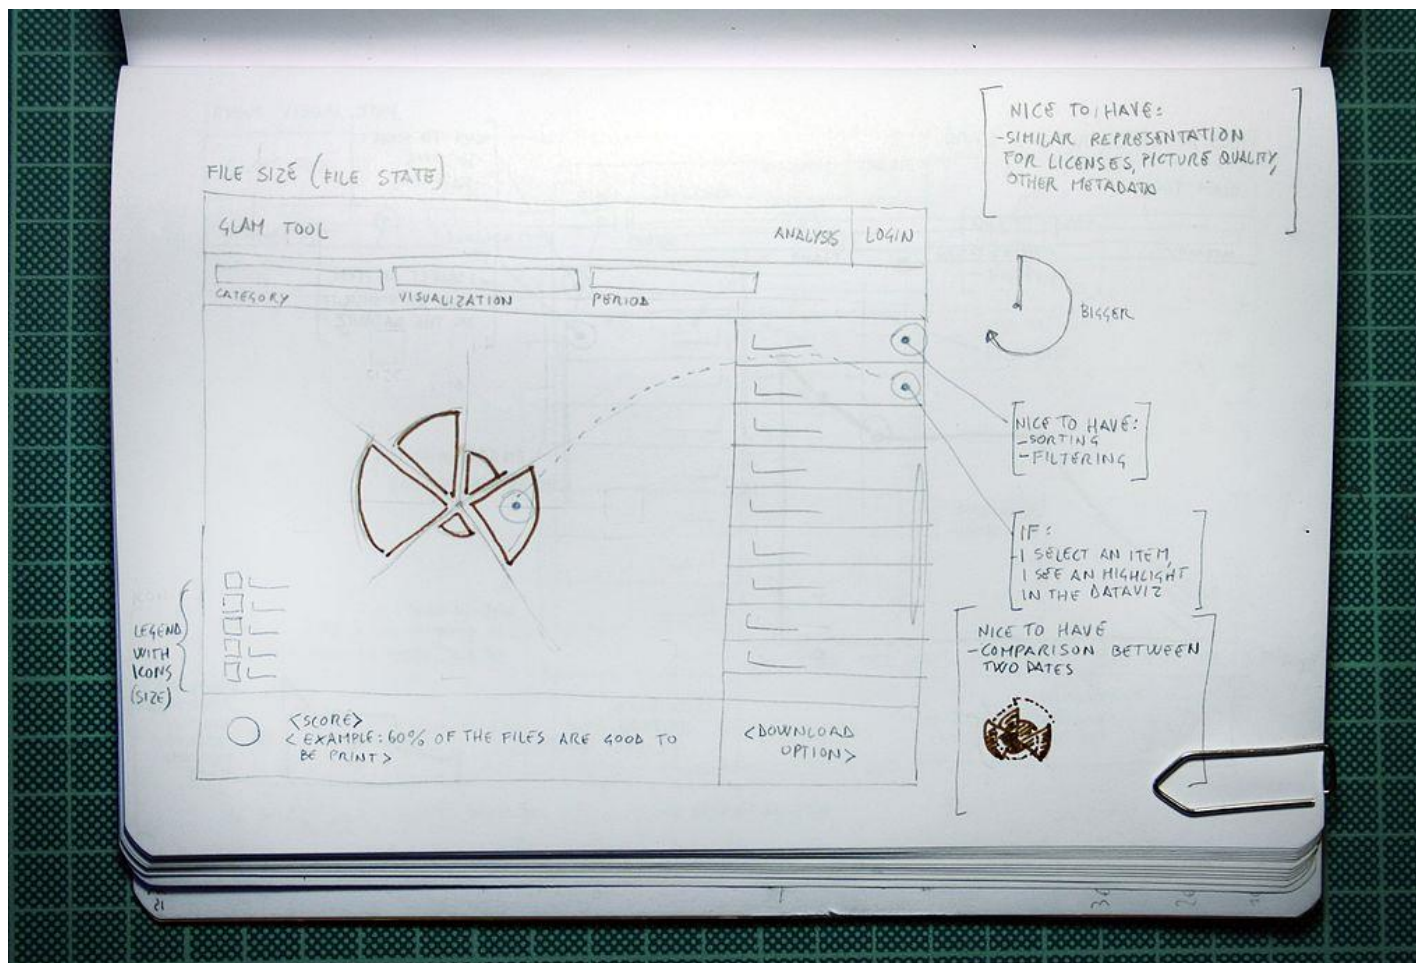 FILE SIZE (FILE STATE)
GLAM TOOL
ANALYSIS
LOGIN
CATEGORY
VISUALIZATION
PERIOD
LEGEND
WITH
ICONS
(SIZE)
<SCORE>
<EXAMPLE: 60% OF THE FILES ARE GOOD TO
BE PRINT>
<DOWNLOAD
OPTION>
NICE TO HAVE:
-SIMILAR REPRESENTATION
FOR LICENSES, PICTURE QUALITY,
OTHER METADATA
BIGGER
NICE TO HAVE:
-SORTING
-FILTERING
IF:
-I SELECT AN ITEM,
I SEE AN HIGHLIGHT
IN THE DATAVIZ
NICE TO HAVE
-COMPARISON BETWEEN
TWO DATES